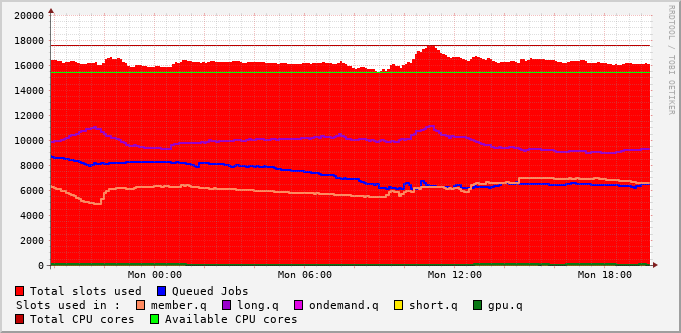 RRDTOOL / TOBI OETIKER
20000
18000
16000
14000
12000
10000
8000
6000
4000
2000
0
Mon 00:00 Mon 06:00 Mon 12:00 Mon 18:00
Total slots used Queued Jobs
Slots used in : member.q long.q ondemand.q short.q gpu.q
Total CPU cores Available CPU cores